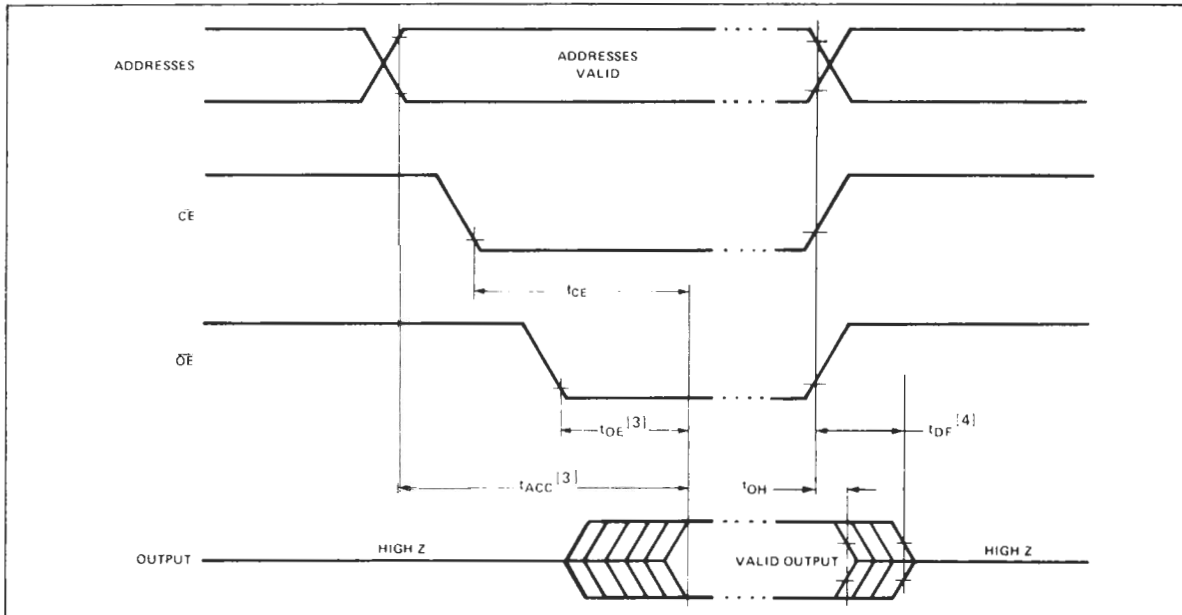 ADDRESSES
ADDRESSES
VALID
CE
tCE
OE
tOE[3]
tDF[4]
tACC[3]
tOH
OUTPUT
HIGH Z
VALID OUTPUT
HIGH Z